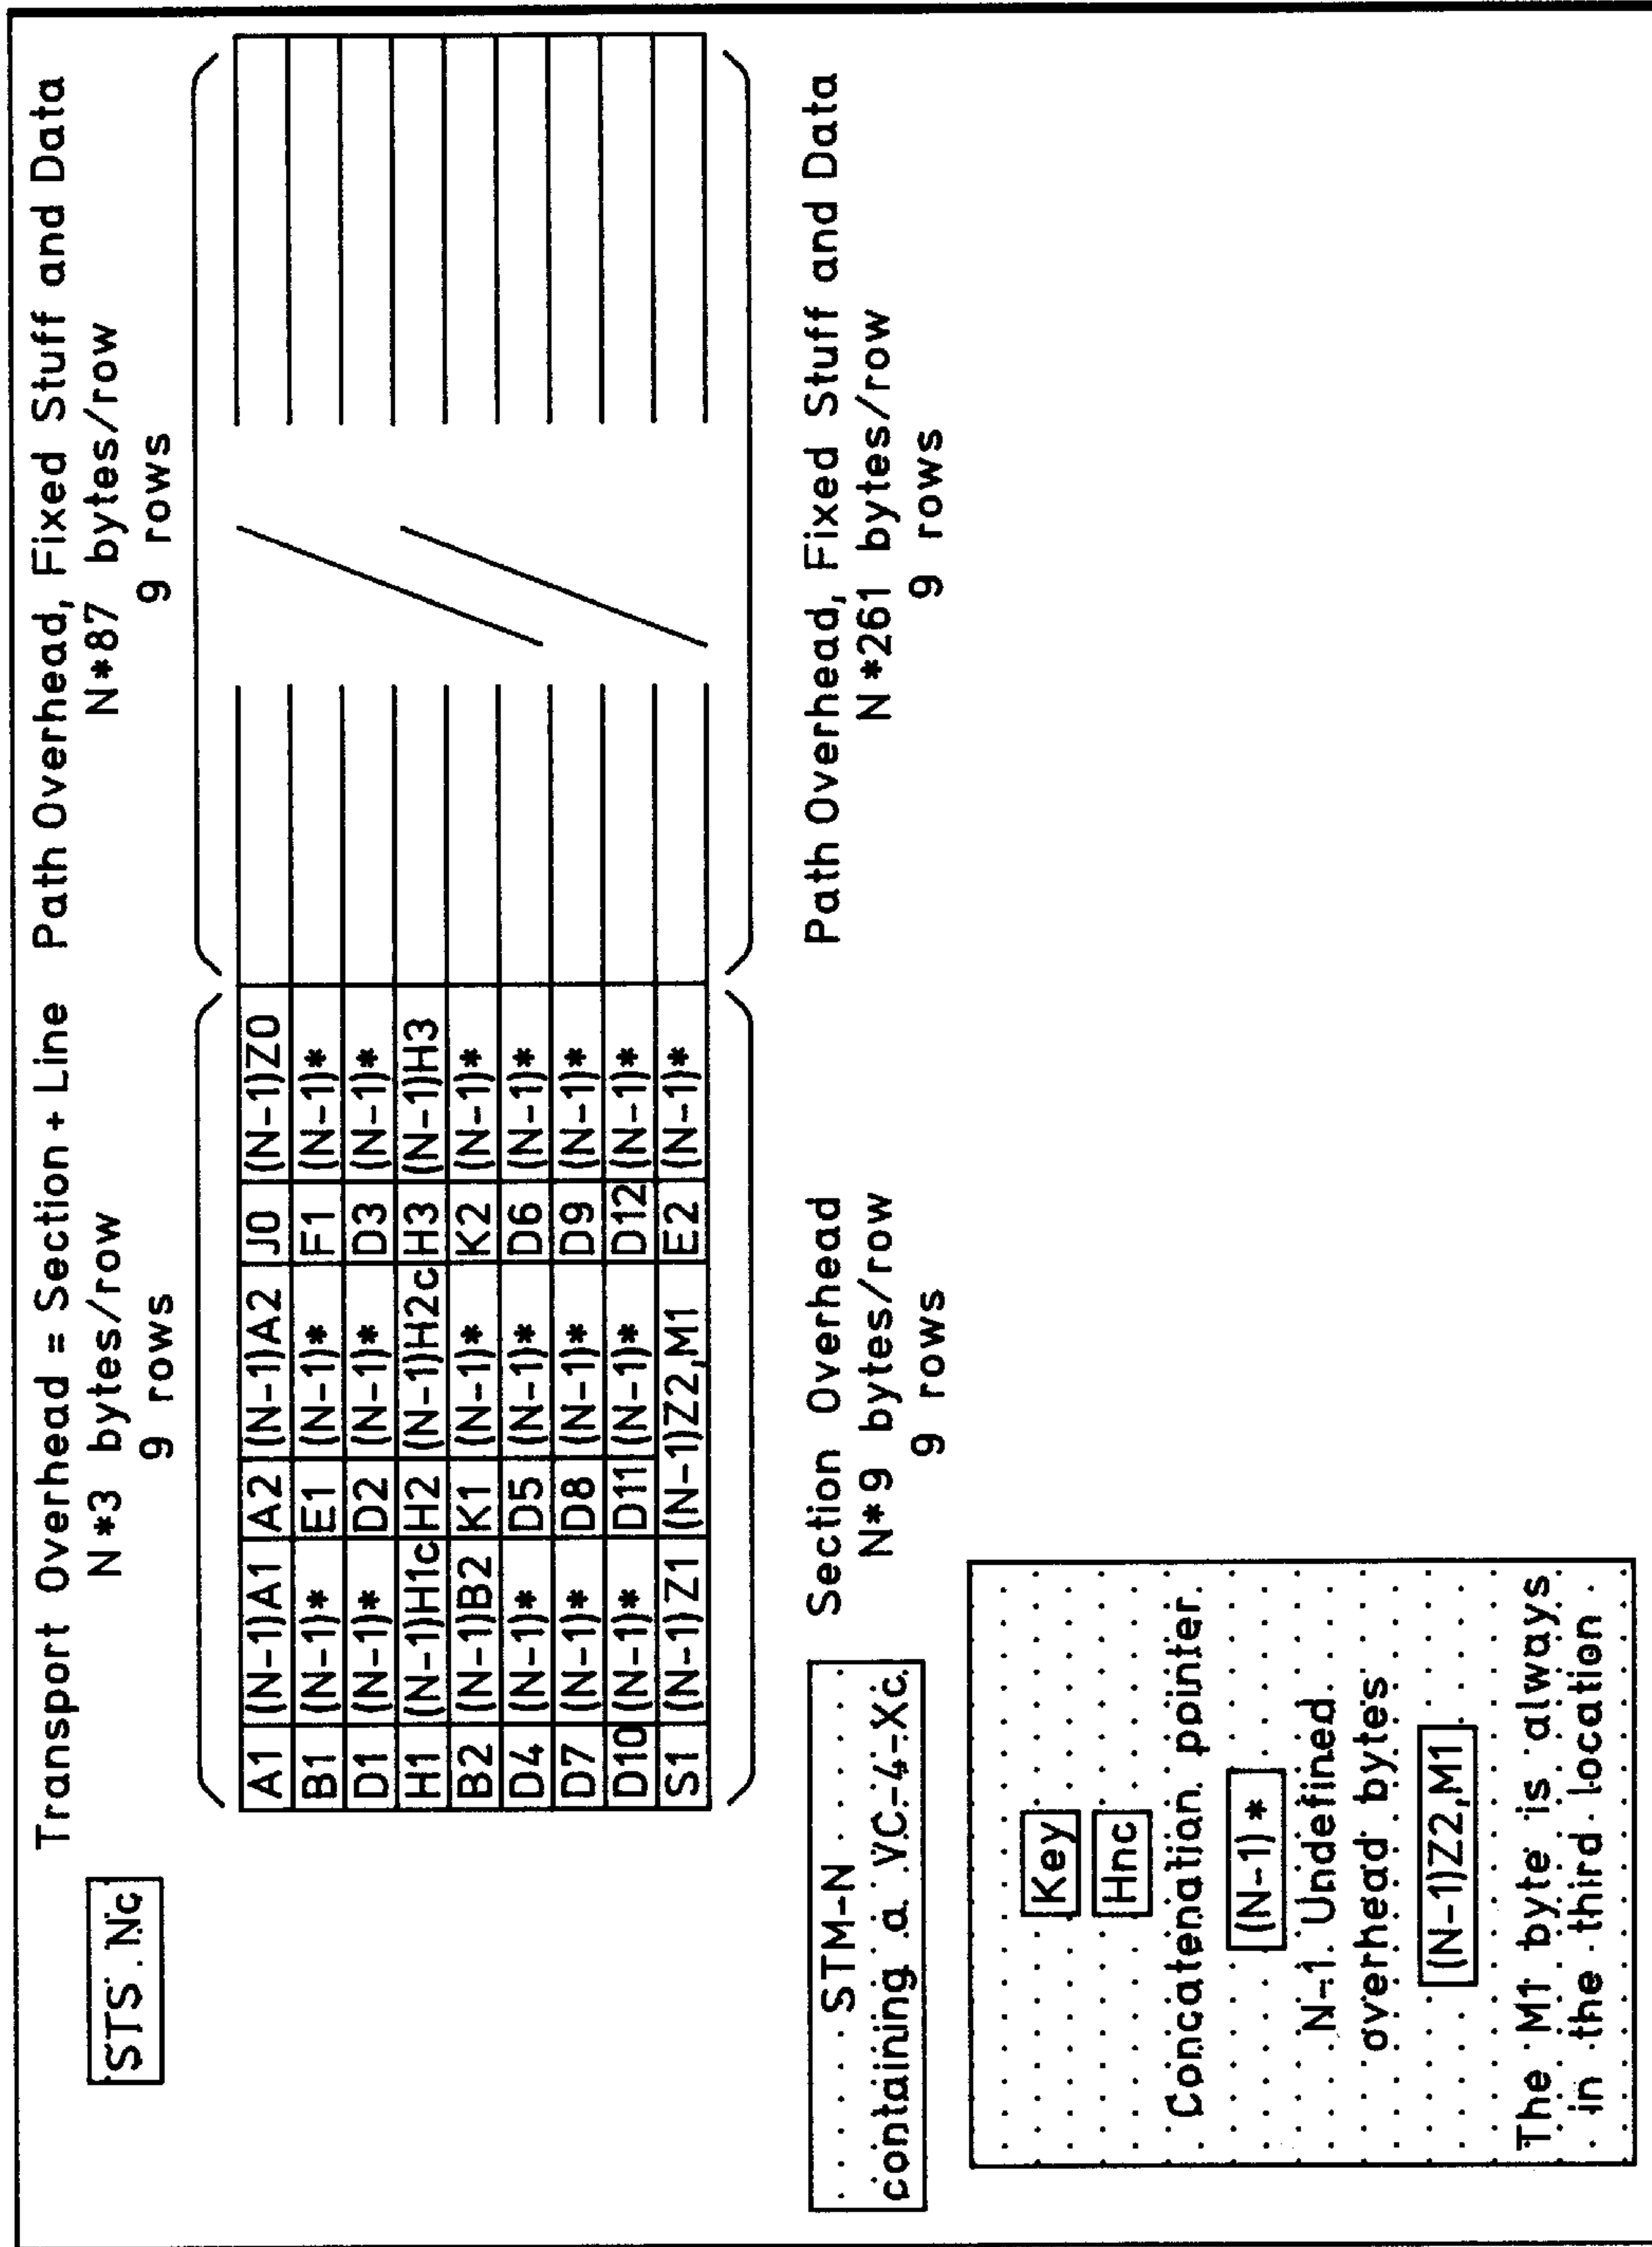 Transport Overhead = Section + Line Path Overhead, Fixed Stuff and Data
STS Nc N*3 bytes/row N*87 bytes/row
9 rows 9 rows
A1 (N-1)A1 A2 (N-1)A2 J0 (N-1)Z0
B1 (N-1)* E1 (N-1)* F1 (N-1)*
D1 (N-1)* D2 (N-1)* D3 (N-1)*
H1 (N-1)H1c H2 (N-1)H2c H3 (N-1)H3
B2 (N-1)B2 K1 (N-1)* K2 (N-1)*
D4 (N-1)* D5 (N-1)* D6 (N-1)*
D7 (N-1)* D8 (N-1)* D9 (N-1)*
D10 (N-1)* D11 (N-1)* D12 (N-1)*
S1 (N-1)Z1 (N-1)Z2,M1 E2 (N-1)*
STM-N
containing a VC-4-Xc
Section Overhead Path Overhead, Fixed Stuff and Data
N*9 bytes/row N*261 bytes/row
9 rows 9 rows
Key
Hnc
Concatenation pointer
(N-1)*
N-1 Undefined
overhead bytes
(N-1)Z2,M1
The M1 byte is always
in the third location